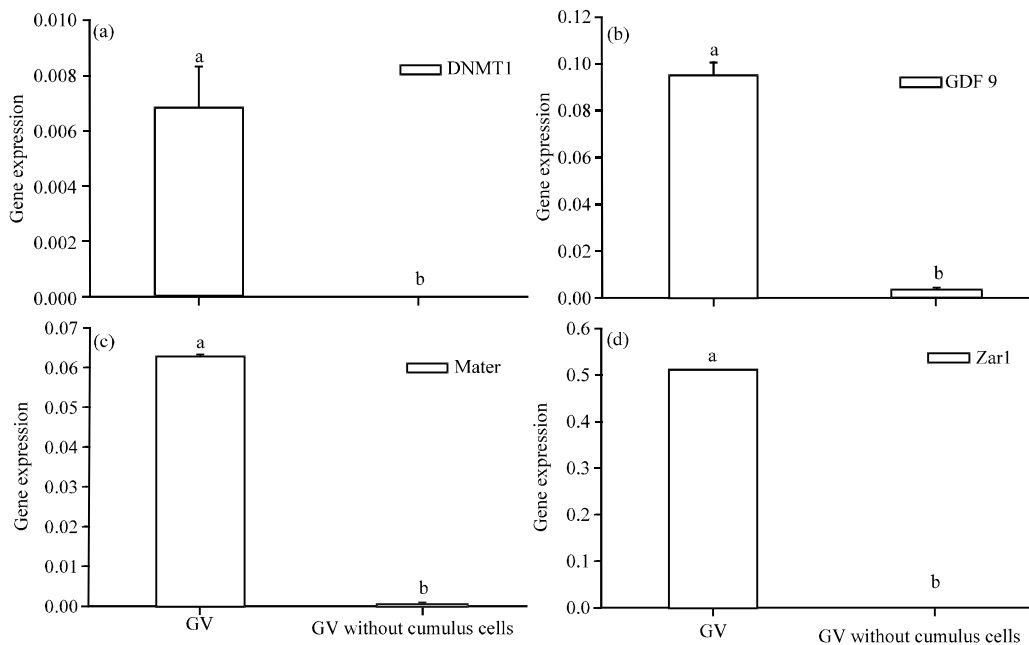 (a)
Gene expression
0.010
0.008
0.006
0.004
0.002
0.000
a
b
DNMT1
(b)
Gene expression
0.12
0.10
0.08
0.06
0.04
0.02
0.00
a
b
GDF 9
(c)
Gene expression
0.07
0.06
0.05
0.04
0.03
0.02
0.01
0.00
a
b
Mater
GV
GV without cumulus cells
(d)
Gene expression
0.6
0.5
0.4
0.3
0.2
0.1
0.0
a
b
Zar1
GV
GV without cumulus cells